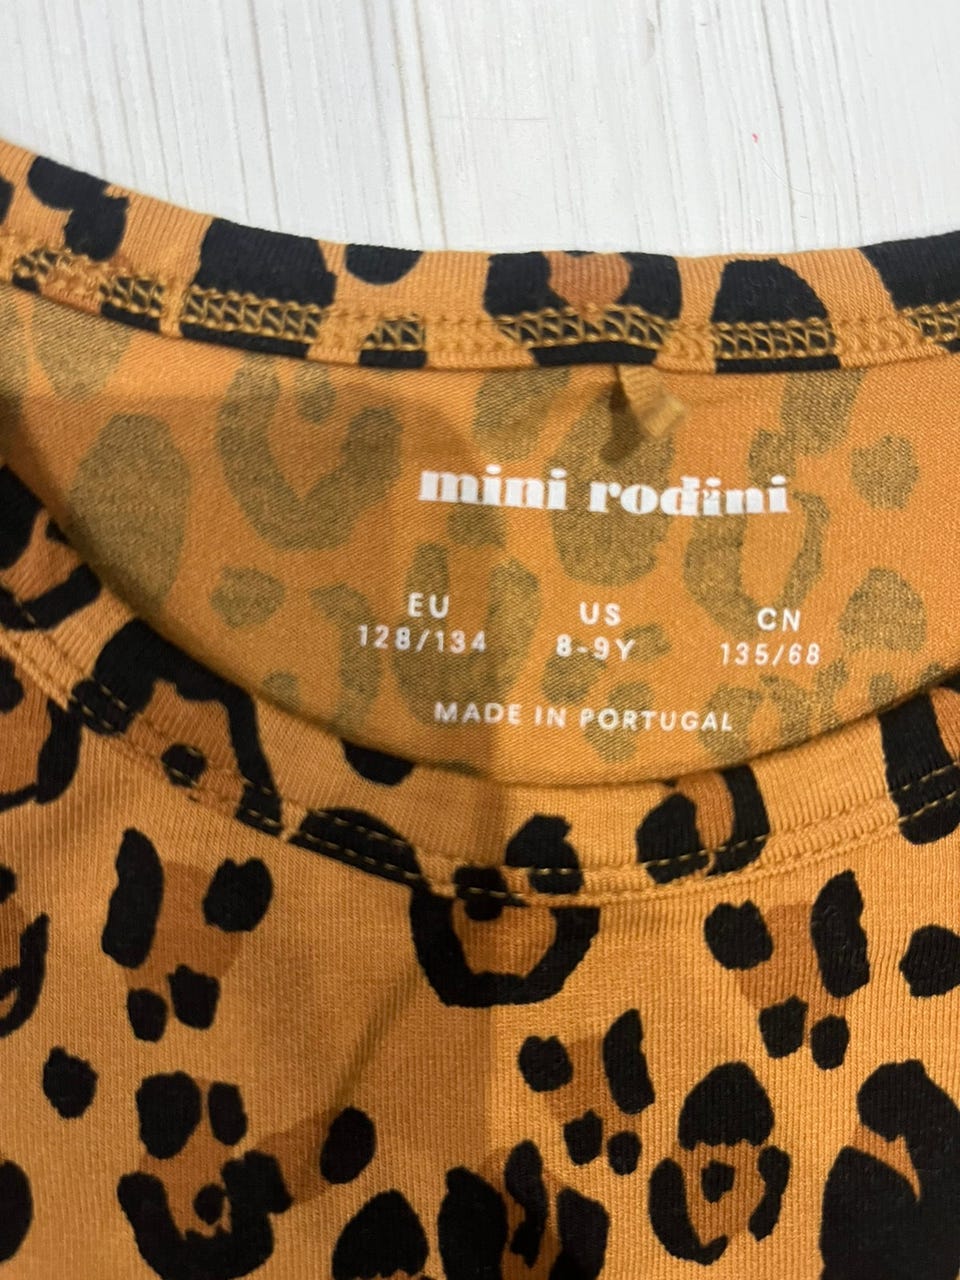 mini rodini
EU US CN
128/134 8-9Y 135/68
MADE IN PORTUGAL